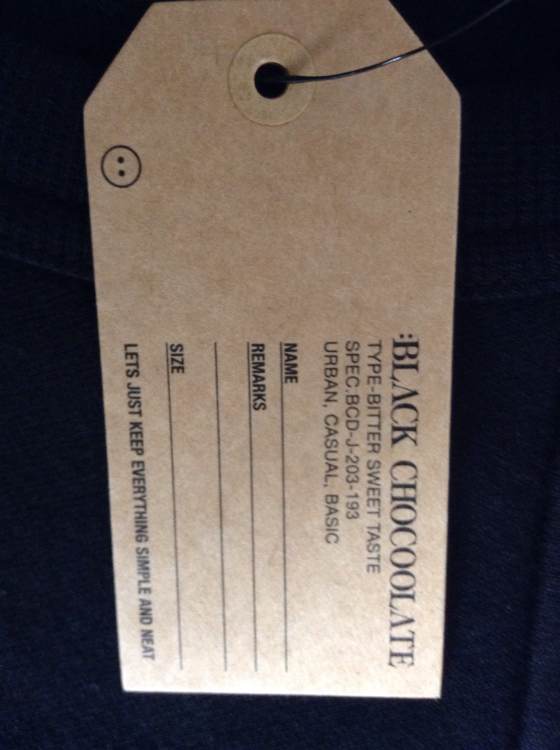 :BLACK CHOCOOLATE
TYPE-BITTER SWEET TASTE
SPEC.BCD-J-203-193
URBAN, CASUAL, BASIC
NAME
REMARKS
SIZE
LETS JUST KEEP EVERYTHING SIMPLE AND NEAT